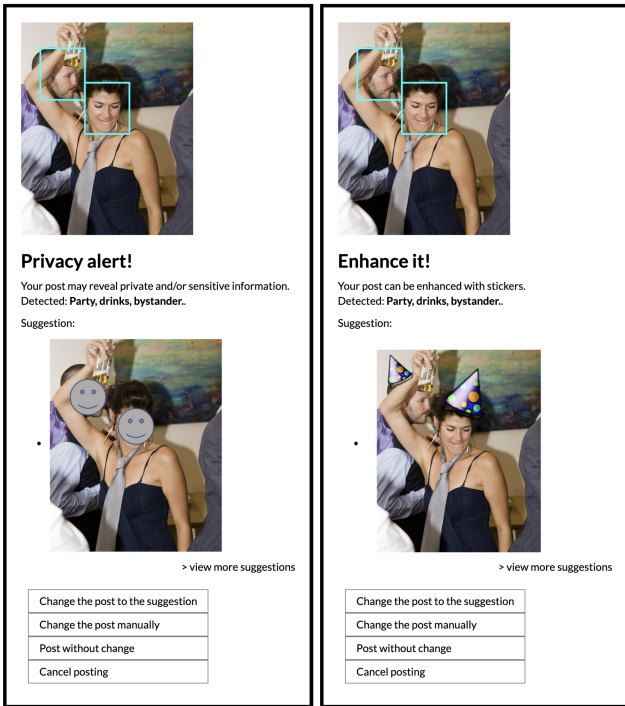 Privacy alert!
Your post may reveal private and/or sensitive information.
Detected: Party, drinks, bystander..
Suggestion:
> view more suggestions
Change the post to the suggestion
Change the post manually
Post without change
Cancel posting
Enhance it!
Your post can be enhanced with stickers.
Detected: Party, drinks, bystander..
Suggestion:
> view more suggestions
Change the post to the suggestion
Change the post manually
Post without change
Cancel posting